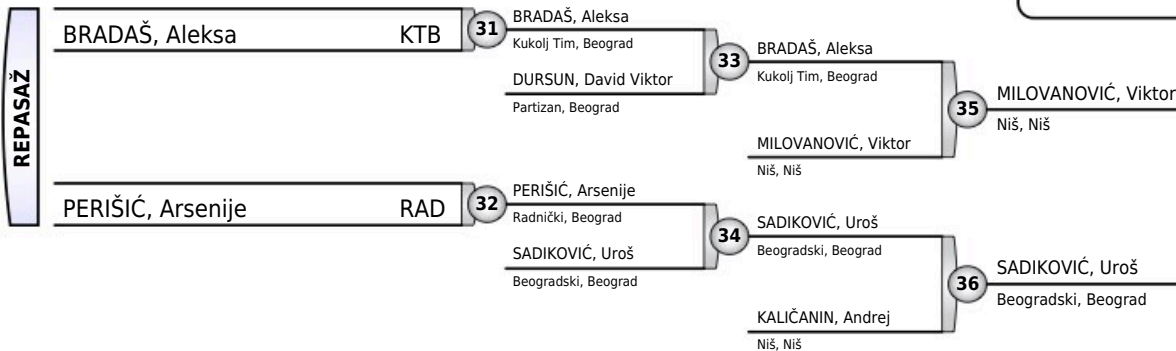 REPASAŽ
BRADAŠ, Aleksa KTB
31
BRADAŠ, Aleksa
Kukolj Tim, Beograd
DURSUN, David Viktor
Partizan, Beograd
33
BRADAŠ, Aleksa
Kukolj Tim, Beograd
MILOVANOVIĆ, Viktor
Niš, Niš
35
MILOVANOVIĆ, Viktor
Niš, Niš
PERIŠIĆ, Arsenije RAD
32
PERIŠIĆ, Arsenije
Radnički, Beograd
SADIKOVIĆ, Uroš
Beogradski, Beograd
34
SADIKOVIĆ, Uroš
Beogradski, Beograd
KALIČANIN, Andrej
Niš, Niš
36
SADIKOVIĆ, Uroš
Beogradski, Beograd